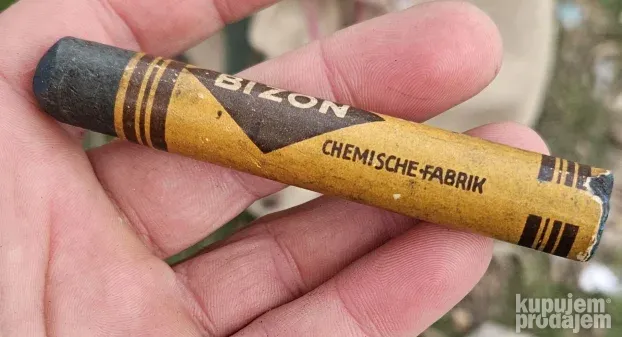 BIZON
CHEMISCHE-FABRIK
kupujem
prodajem